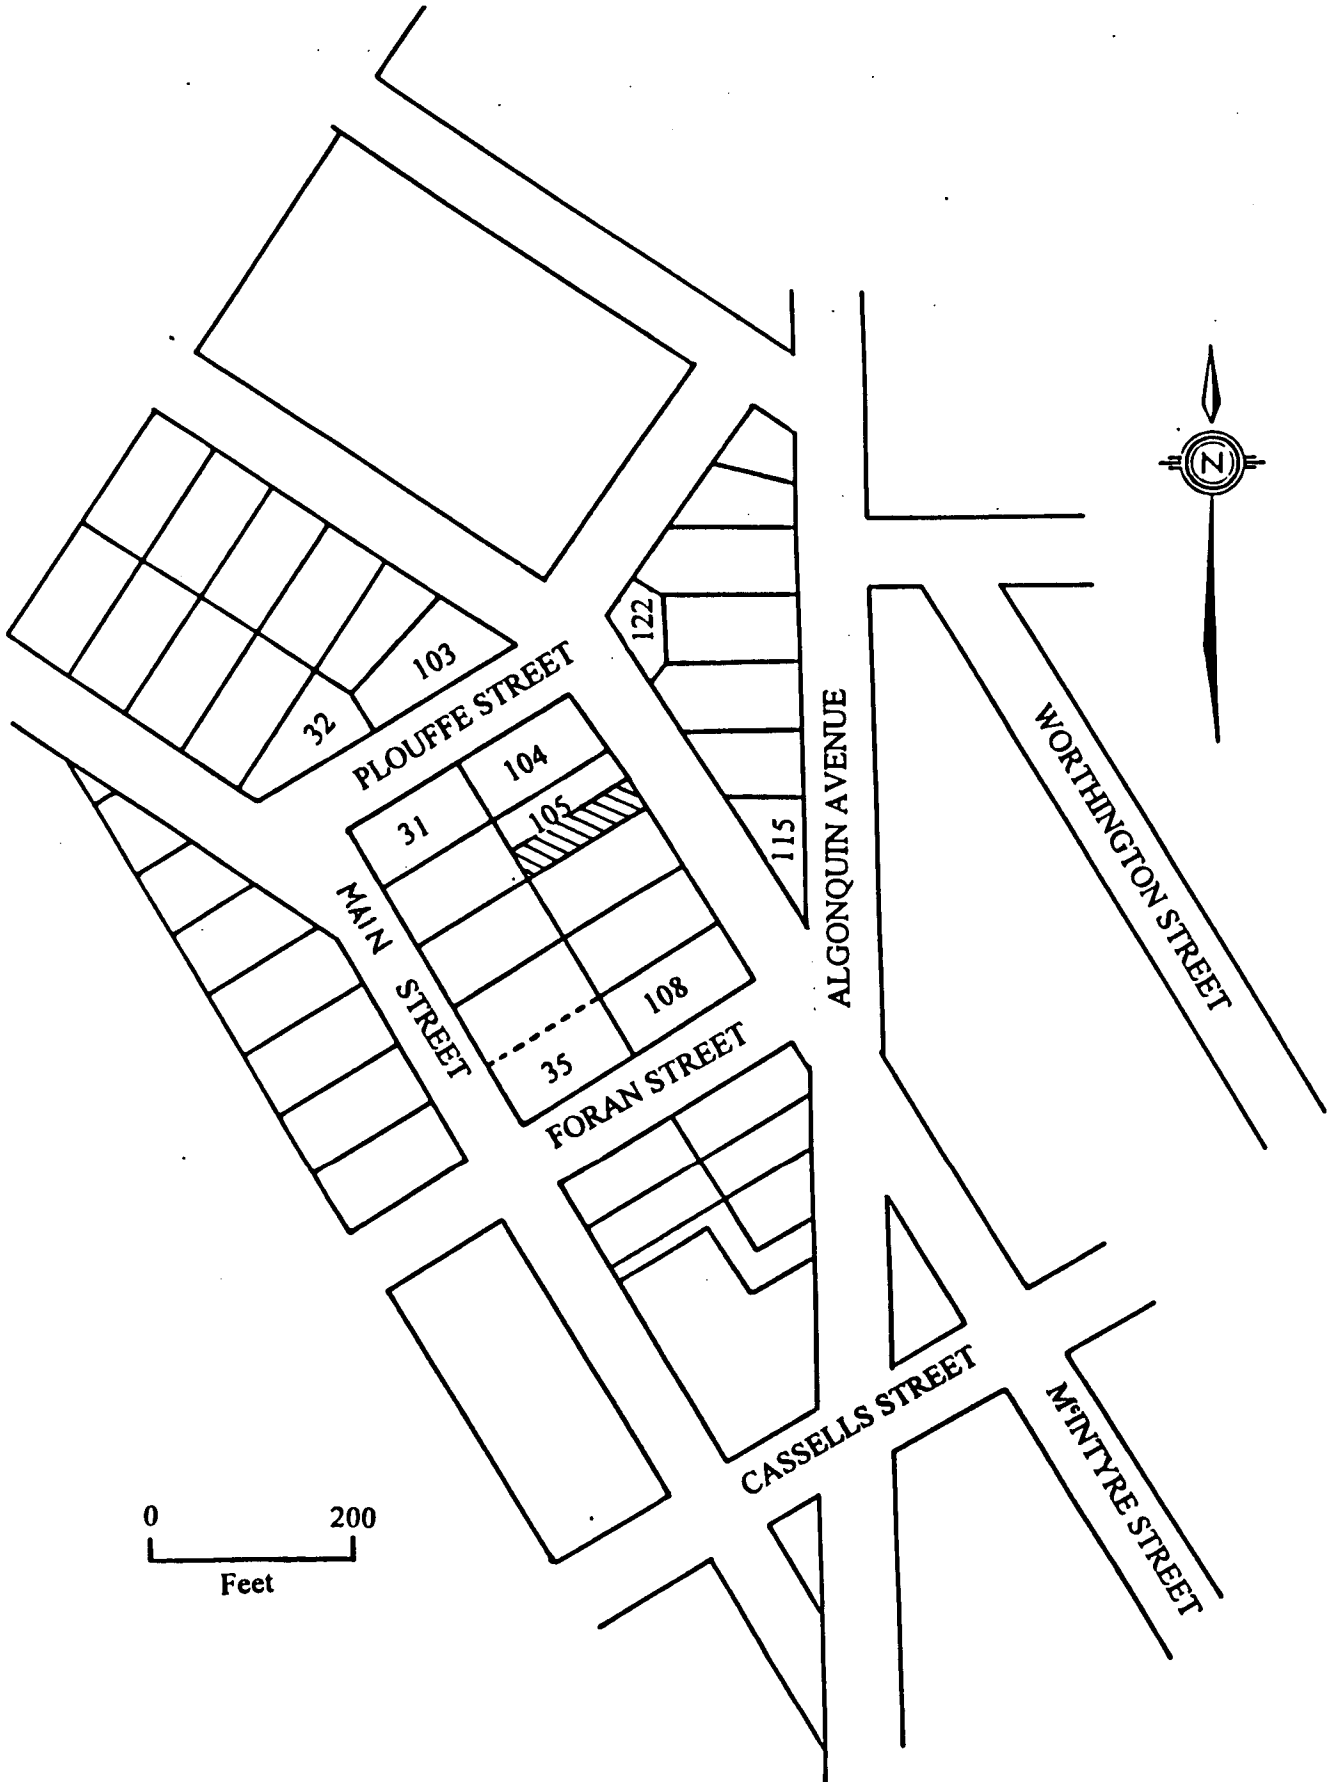 N
122
103
32
PLOUFFE STREET
104
31
105
115
ALGONQUIN AVENUE
WORTHINGTON STREET
MAIN STREET
108
35
FORAN STREET
CASSELLS STREET
McINTYRE STREET
0 200
Feet